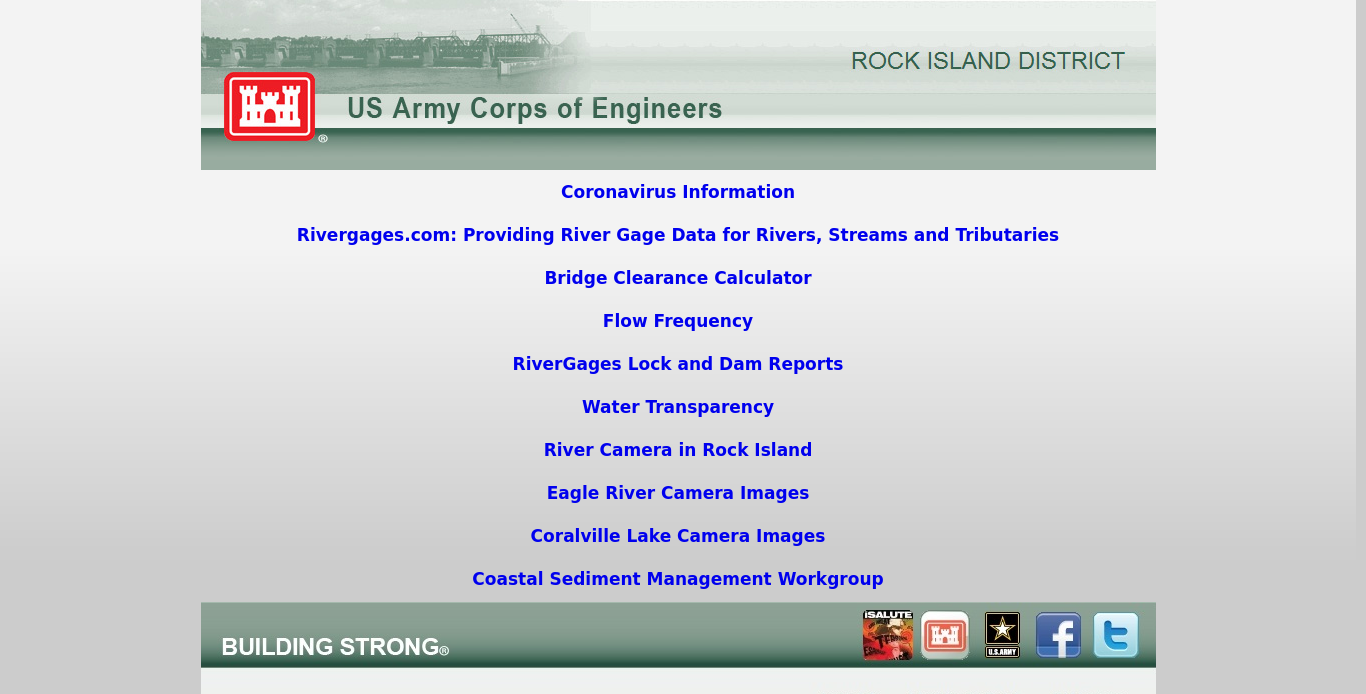 ROCK ISLAND DISTRICT
US Army Corps of Engineers
®
Coronavirus Information
Rivergages.com: Providing River Gage Data for Rivers, Streams and Tributaries
Bridge Clearance Calculator
Flow Frequency
RiverGages Lock and Dam Reports
Water Transparency
River Camera in Rock Island
Eagle River Camera Images
Coralville Lake Camera Images
Coastal Sediment Management Workgroup
BUILDING STRONG®
iSALUTE
U.S.ARMY